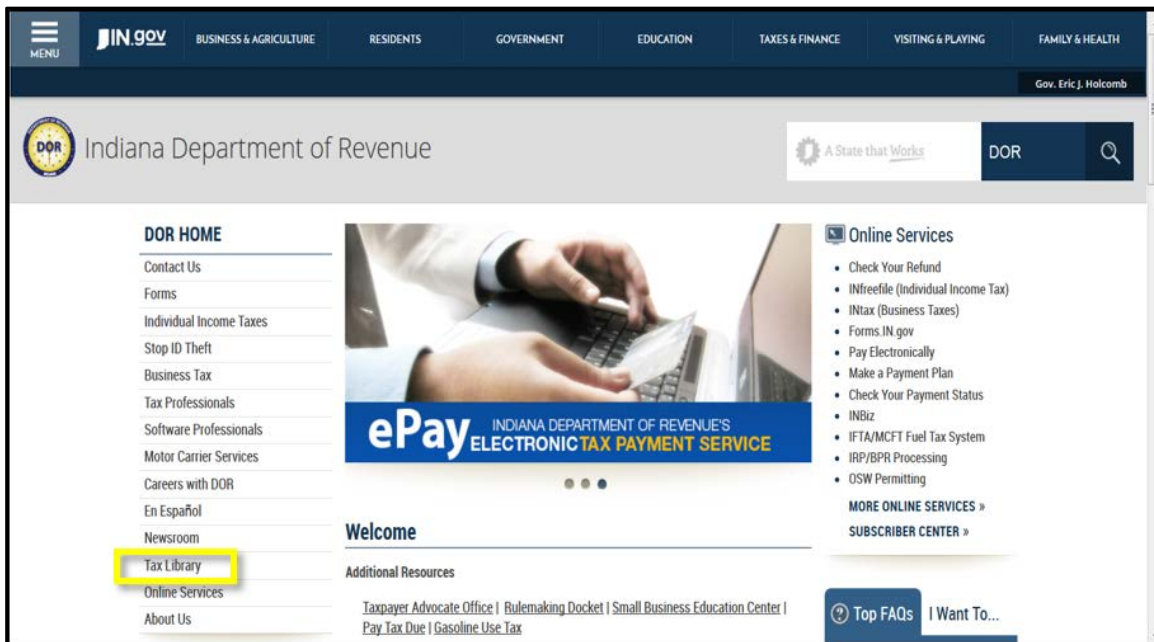 MENU
IN.gov
BUSINESS & AGRICULTURE
RESIDENTS
GOVERNMENT
EDUCATION
TAXES & FINANCE
VISITING & PLAYING
FAMILY & HEALTH
Gov. Eric J. Holcomb
DOR
Indiana Department of Revenue
A State that Works
DOR
DOR HOME
Contact Us
Forms
Individual Income Taxes
Stop ID Theft
Business Tax
Tax Professionals
Software Professionals
Motor Carrier Services
Careers with DOR
En Español
Newsroom
Tax Library
Online Services
About Us
ePay INDIANA DEPARTMENT OF REVENUE'S
ELECTRONIC TAX PAYMENT SERVICE
Welcome
Additional Resources
Taxpayer Advocate Office | Rulemaking Docket | Small Business Education Center |
Pay Tax Due | Gasoline Use Tax
Online Services
• Check Your Refund
• INfreefile (Individual Income Tax)
• INtax (Business Taxes)
• Forms.IN.gov
• Pay Electronically
• Make a Payment Plan
• Check Your Payment Status
• INBiz
• IFTA/MCFT Fuel Tax System
• IRP/BPR Processing
• OSW Permitting
MORE ONLINE SERVICES »
SUBSCRIBER CENTER »
? Top FAQs
I Want To...